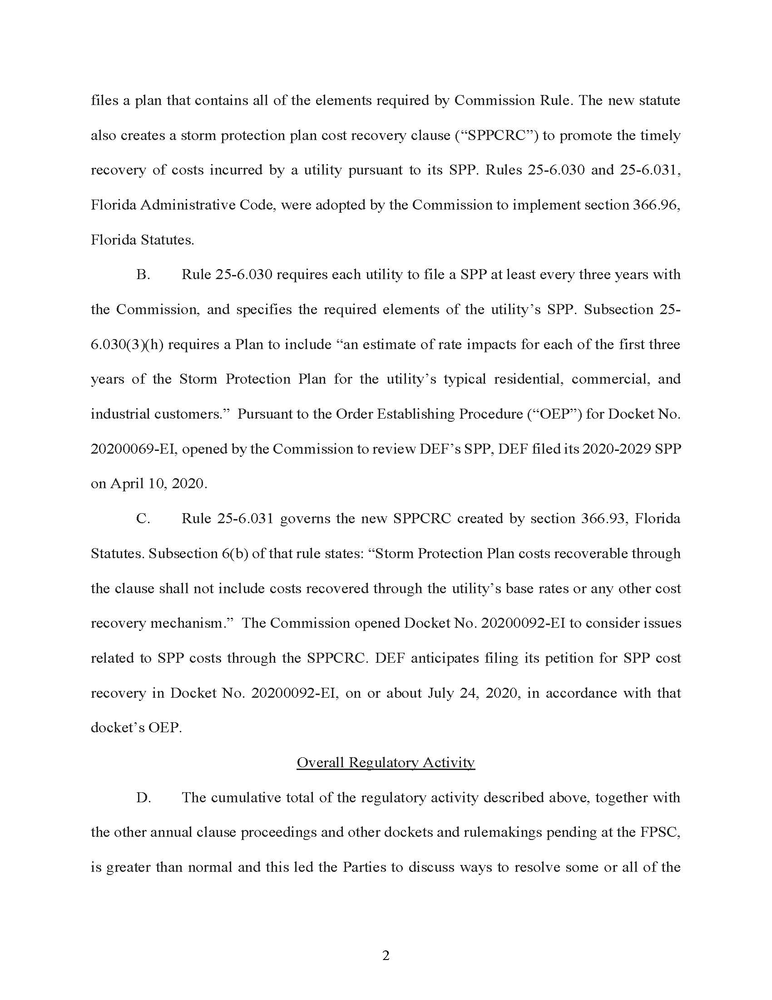 files a plan that contains all of the elements required by Commission Rule. The new statute
also creates a storm protection plan cost recovery clause (“SPPCRC”) to promote the timely
recovery of costs incurred by a utility pursuant to its SPP. Rules 25-6.030 and 25-6.031,
Florida Administrative Code, were adopted by the Commission to implement section 366.96,
Florida Statutes.
B. Rule 25-6.030 requires each utility to file a SPP at least every three years with
the Commission, and specifies the required elements of the utility’s SPP. Subsection 25-
6.030(3)(h) requires a Plan to include “an estimate of rate impacts for each of the first three
years of the Storm Protection Plan for the utility’s typical residential, commercial, and
industrial customers.” Pursuant to the Order Establishing Procedure (“OEP”) for Docket No.
20200069-EI, opened by the Commission to review DEF’s SPP, DEF filed its 2020-2029 SPP
on April 10, 2020.
C. Rule 25-6.031 governs the new SPPCRC created by section 366.93, Florida
Statutes. Subsection 6(b) of that rule states: “Storm Protection Plan costs recoverable through
the clause shall not include costs recovered through the utility’s base rates or any other cost
recovery mechanism.” The Commission opened Docket No. 20200092-EI to consider issues
related to SPP costs through the SPPCRC. DEF anticipates filing its petition for SPP cost
recovery in Docket No. 20200092-EI, on or about July 24, 2020, in accordance with that
docket’s OEP.
Overall Regulatory Activity
D. The cumulative total of the regulatory activity described above, together with
the other annual clause proceedings and other dockets and rulemakings pending at the FPSC,
is greater than normal and this led the Parties to discuss ways to resolve some or all of the
2